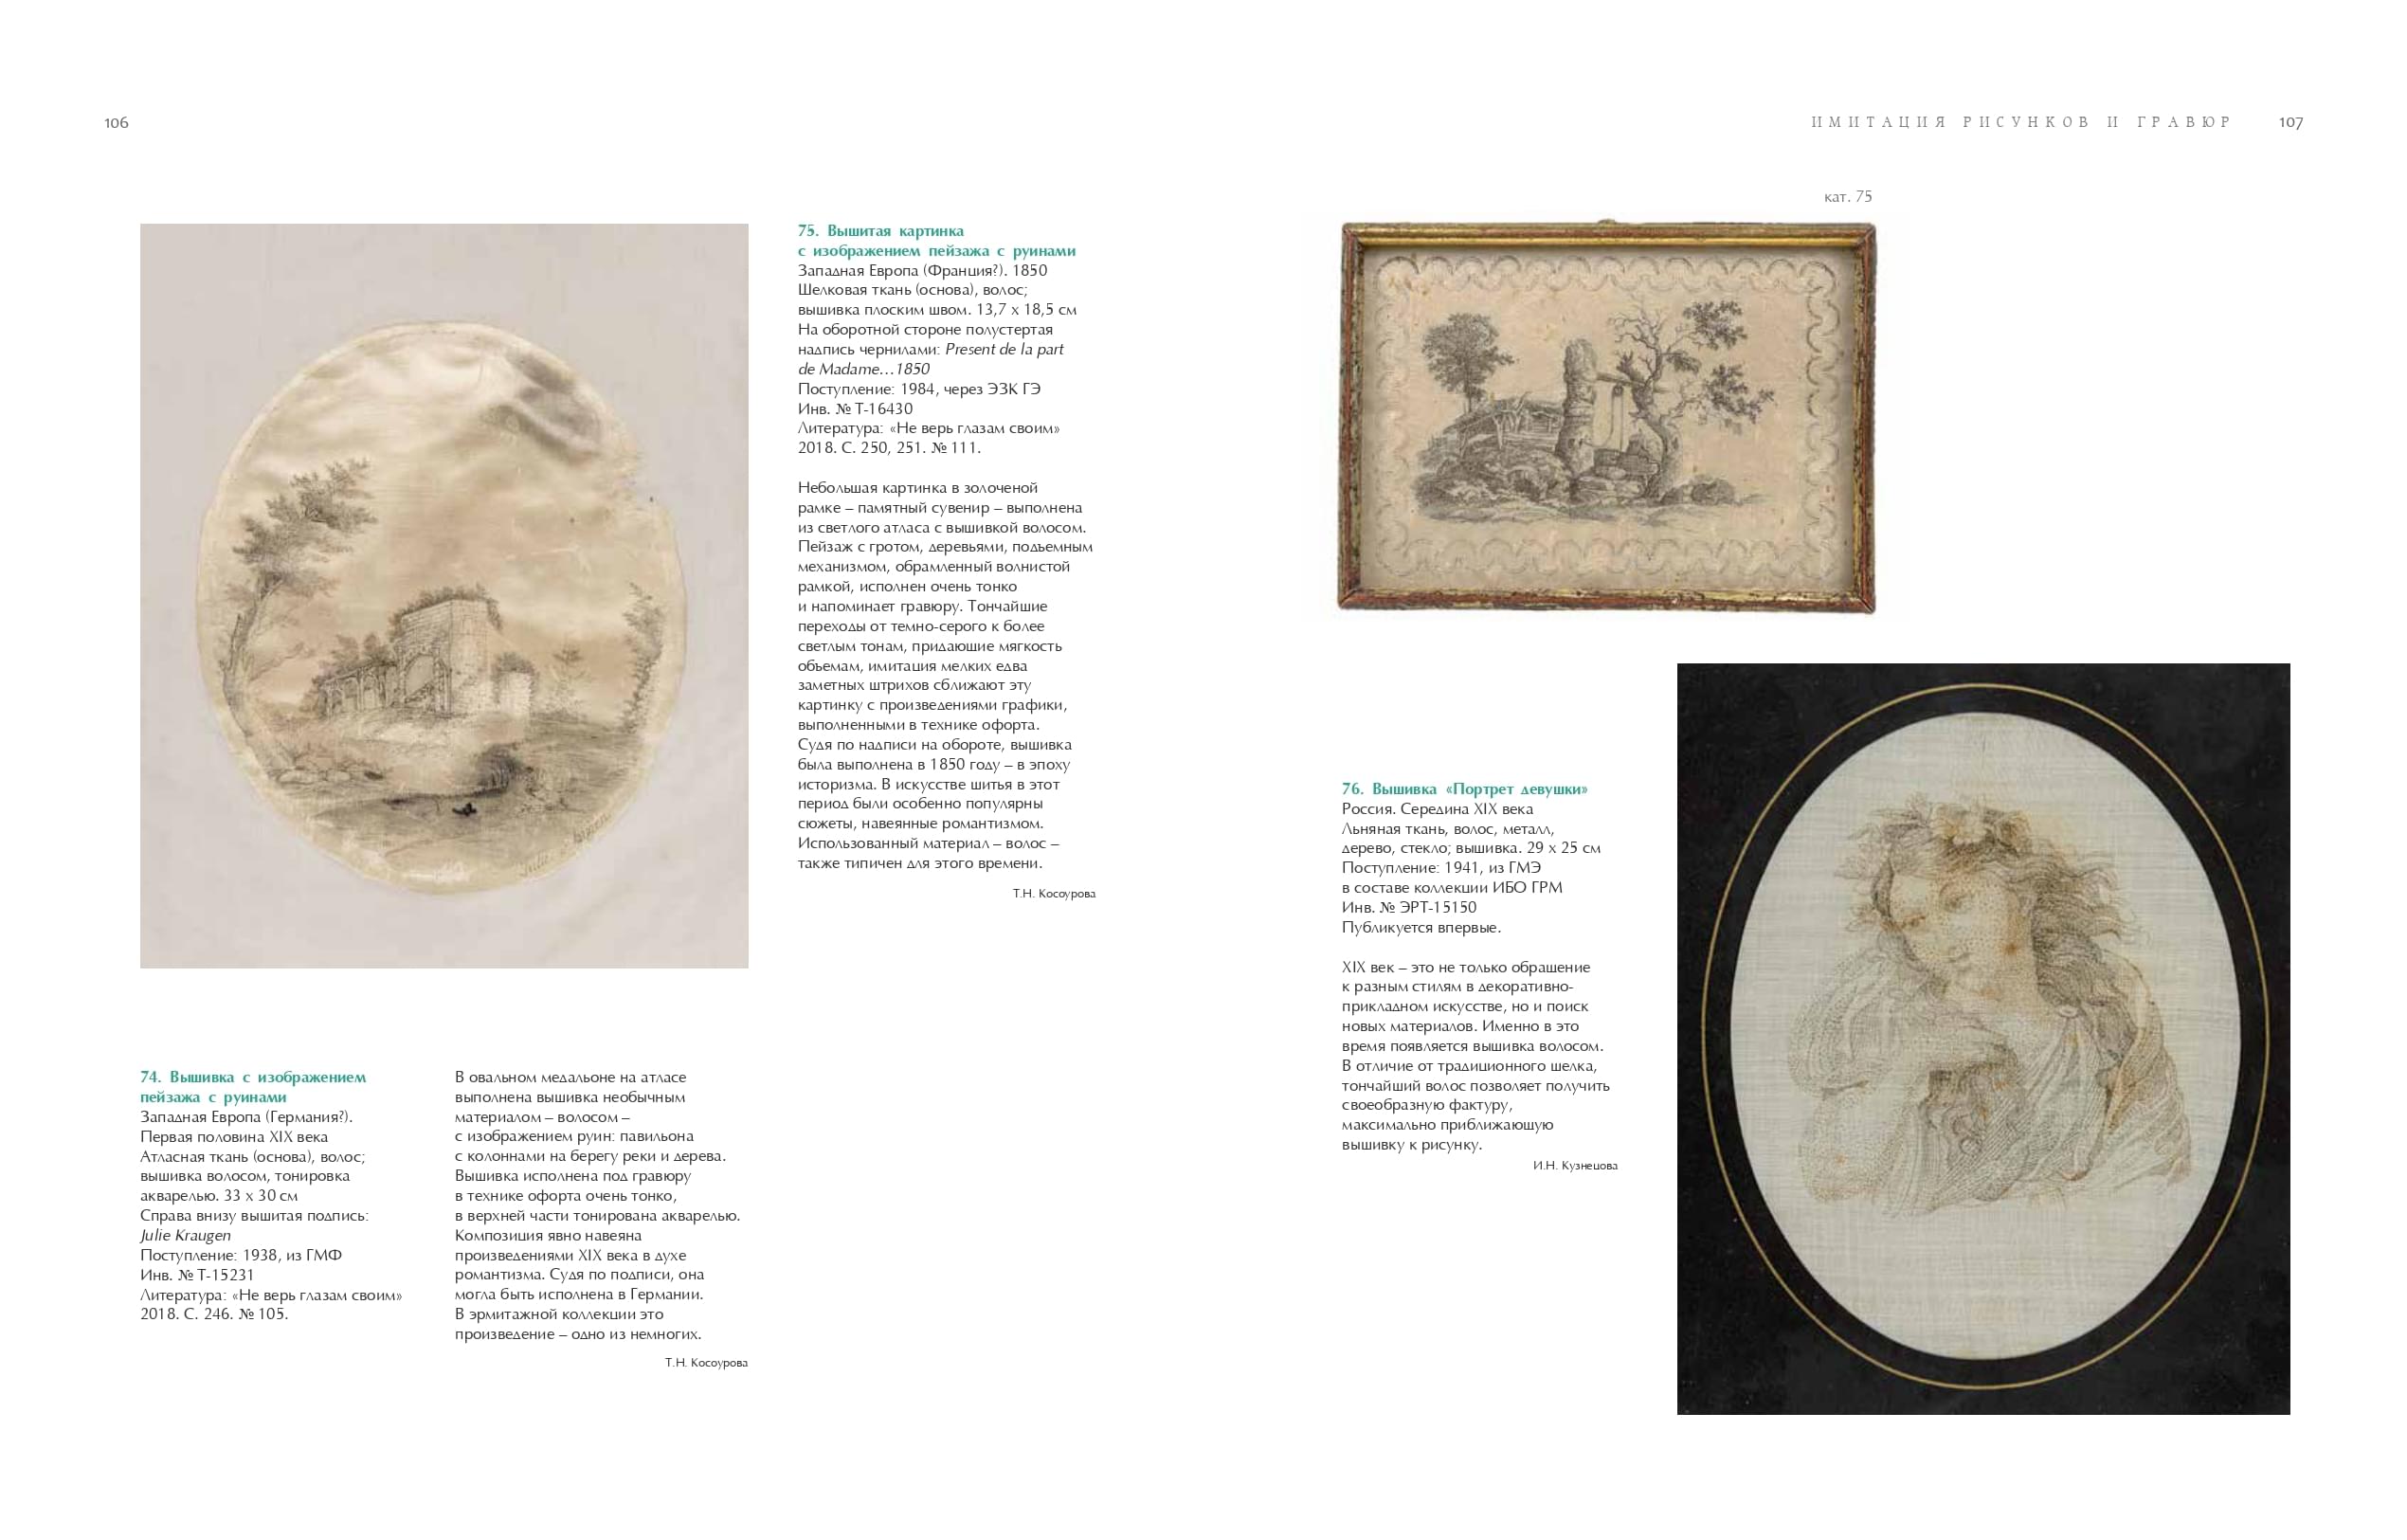 106
ИМИТАЦИЯ РИСУНКОВ И ГРАВЮР 107
75. Вышитая картинка
с изображением пейзажа с руинами
Западная Европа (Франция?). 1850
Шелковая ткань (основа), волос;
вышивка плоским швом. 13,7 х 18,5 см
На оборотной стороне полустертая
надпись чернилами: Present de la part
de Madame…1850
Поступление: 1984, через ЭЗК ГЭ
Инв. № Т-16430
Литература: «Не верь глазам своим»
2018. С. 250, 251. № 111.
Небольшая картинка в золоченой
рамке – памятный сувенир – выполнена
из светлого атласа с вышивкой волосом.
Пейзаж с гротом, деревьями, подъемным
механизмом, обрамленный волнистой
рамкой, исполнен очень тонко
и напоминает гравюру. Тончайшие
переходы от темно-серого к более
светлым тонам, придающие мягкость
объемам, имитация мелких едва
заметных штрихов сближают эту
картинку с произведениями графики,
выполненными в технике офорта.
Судя по надписи на обороте, вышивка
была выполнена в 1850 году – в эпоху
историзма. В искусстве шитья в этот
период были особенно популярны
сюжеты, навеянные романтизмом.
Использованный материал – волос –
также типичен для этого времени.
Т.Н. Косоурова
74. Вышивка с изображением
пейзажа с руинами
Западная Европа (Германия?).
Первая половина XIX века
Атласная ткань (основа), волос;
вышивка волосом, тонировка
акварелью. 33 х 30 см
Справа внизу вышитая подпись:
Julie Kraugen
Поступление: 1938, из ГМФ
Инв. № Т-15231
Литература: «Не верь глазам своим»
2018. С. 246. № 105.
В овальном медальоне на атласе
выполнена вышивка необычным
материалом – волосом –
с изображением руин: павильона
с колоннами на берегу реки и дерева.
Вышивка исполнена под гравюру
в технике офорта очень тонко,
в верхней части тонирована акварелью.
Композиция явно навеяна
произведениями XIX века в духе
романтизма. Судя по подписи, она
могла быть исполнена в Германии.
В эрмитажной коллекции это
произведение – одно из немногих.
Т.Н. Косоурова
кат. 75
76. Вышивка «Портрет девушки»
Россия. Середина XIX века
Льняная ткань, волос, металл,
дерево, стекло; вышивка. 29 х 25 см
Поступление: 1941, из ГМЭ
в составе коллекции ИБО ГРМ
Инв. № ЭРТ-15150
Публикуется впервые.
XIX век – это не только обращение
к разным стилям в декоративно-
прикладном искусстве, но и поиск
новых материалов. Именно в это
время появляется вышивка волосом.
В отличие от традиционного шелка,
тончайший волос позволяет получить
своеобразную фактуру,
максимально приближающую
вышивку к рисунку.
И.Н. Кузнецова